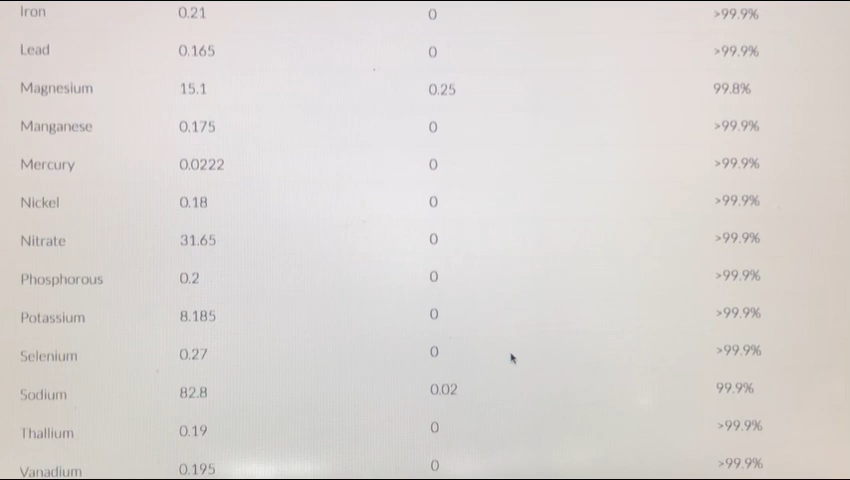 Iron 0.21 0 >99.9%
Lead 0.165 0 >99.9%
Magnesium 15.1 0.25 99.8%
Manganese 0.175 0 >99.9%
Mercury 0.0222 0 >99.9%
Nickel 0.18 0 >99.9%
Nitrate 31.65 0 >99.9%
Phosphorous 0.2 0 >99.9%
Potassium 8.185 0 >99.9%
Selenium 0.27 0 >99.9%
Sodium 82.8 0.02 99.9%
Thallium 0.19 0 >99.9%
Vanadium 0.195 0 >99.9%